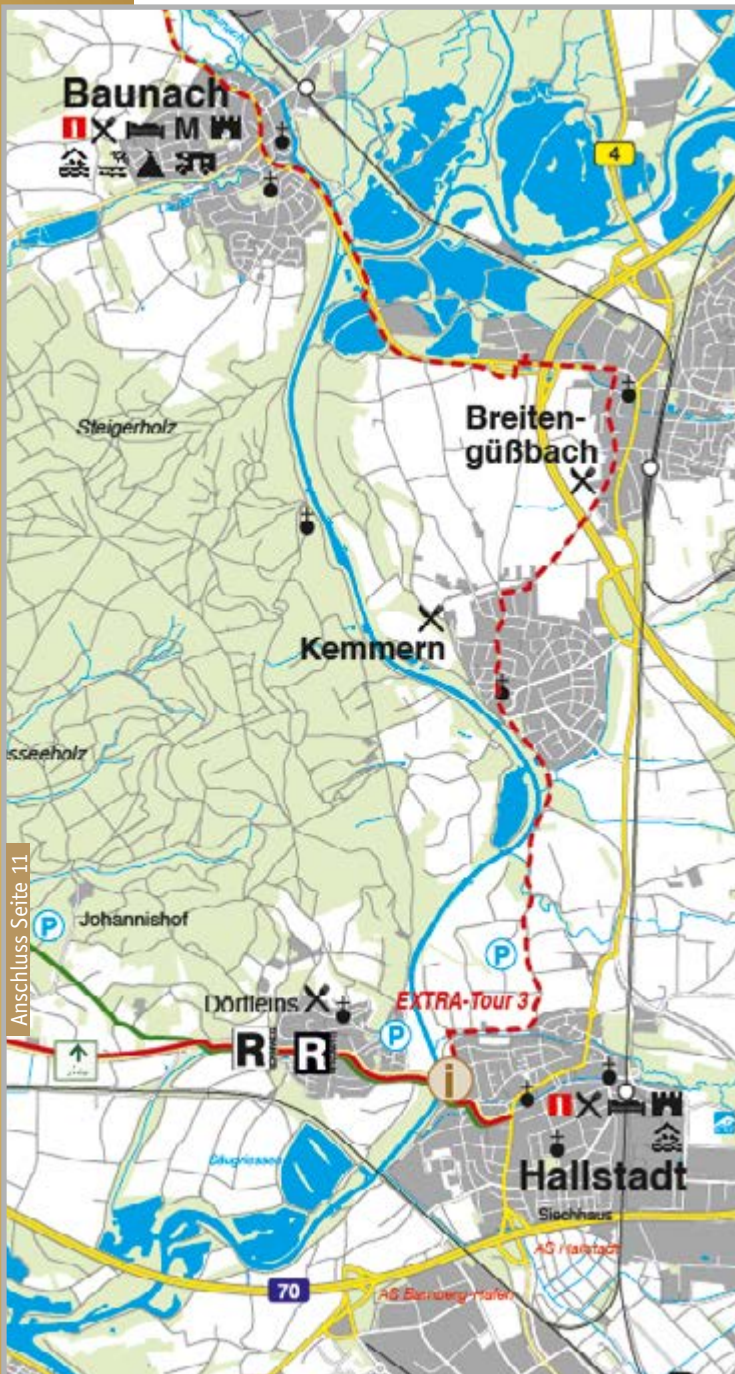 Baunach
i
M
4
Steigerholz
Breiten-
güßbach
Kemmern
sseeholz
Anschluss Seite 11
P
Johannishof
P
Dörfleins
EXTRA-Tour 3
P
R
R
i
i
Hallstadt
Siechhaus
AS Hallstadt
70
AS Bamberg-Hafen